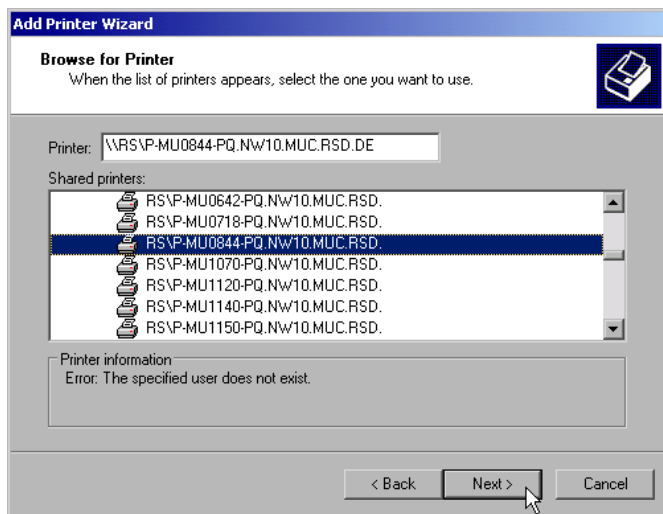 Add Printer Wizard
Browse for Printer
When the list of printers appears, select the one you want to use.
Printer: \\RS\P-MU0844-PQ.NW10.MUC.RSD.DE
Shared printers:
RS\P-MU0642-PQ.NW10.MUC.RSD.
RS\P-MU0718-PQ.NW10.MUC.RSD.
RS\P-MU0844-PQ.NW10.MUC.RSD.
RS\P-MU1070-PQ.NW10.MUC.RSD.
RS\P-MU1120-PQ.NW10.MUC.RSD.
RS\P-MU1140-PQ.NW10.MUC.RSD.
RS\P-MU1150-PQ.NW10.MUC.RSD.
Printer information
Error: The specified user does not exist.
< Back Next > Cancel